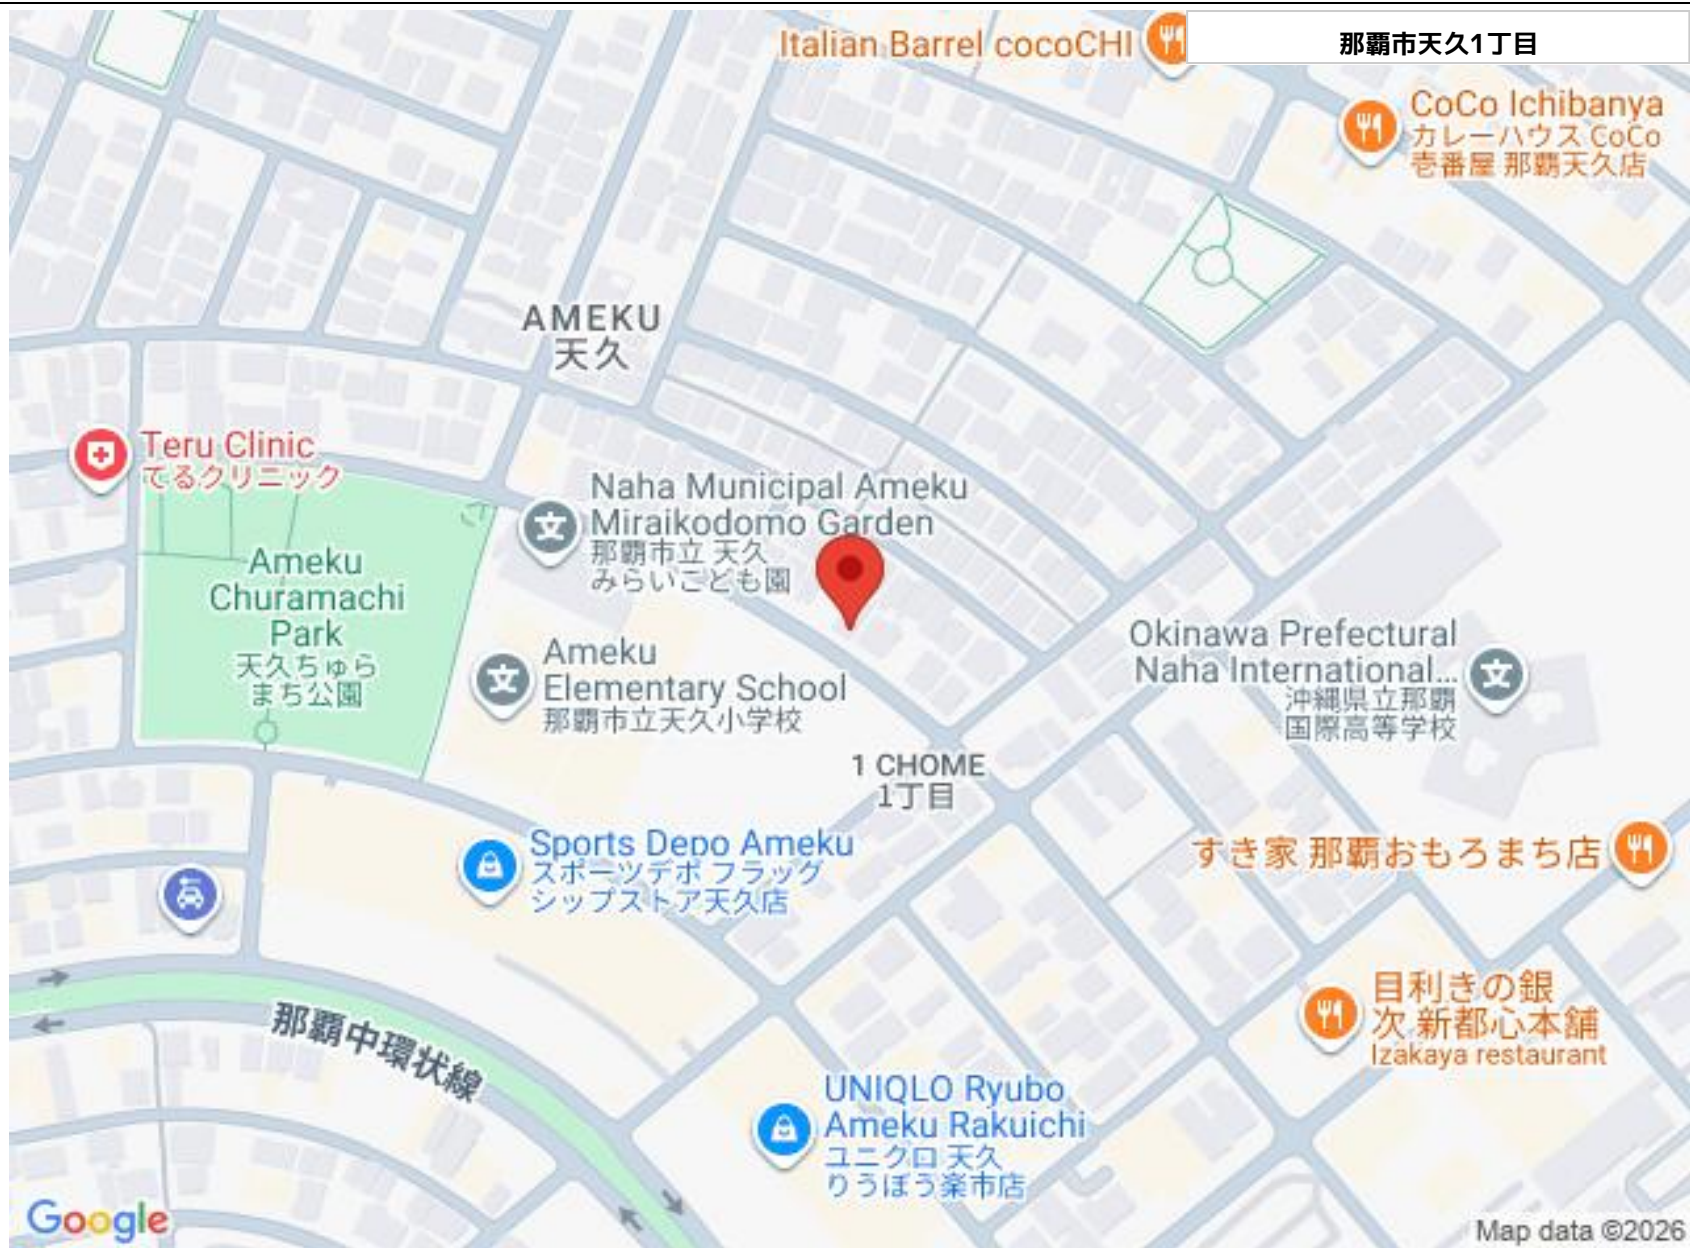 Italian Barrel cocoCHI
那覇市天久1丁目
CoCo Ichibanya
カレーハウス CoCo
壱番屋 那覇天久店
AMEKU
天久
Teru Clinic
てるクリニック
Naha Municipal Ameku
Miraikodomo Garden
那覇市立 天久
みらいこども園
Ameku
Churamachi
Park
天久ちゅら
まち公園
Ameku
Elementary School
那覇市立天久小学校
Okinawa Prefectural
Naha International...
沖縄県立那覇
国際高等学校
1 CHOME
1丁目
Sports Depo Ameku
スポーツデポ フラッグ
シップストア天久店
すき家 那覇おもろまち店
目利きの銀
次 新都心本舗
Izakaya restaurant
那覇中環状線
UNIQLO Ryubo
Ameku Rakuichi
ユニクロ 天久
りうぼう楽市店
Google
Map data ©2026